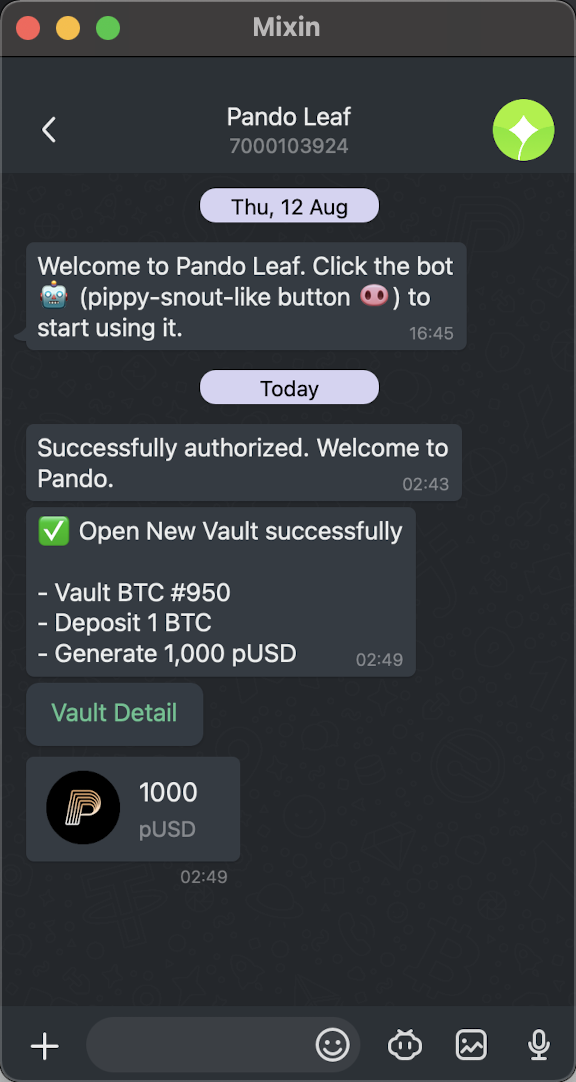 Mixin
Pando Leaf
7000103924
Thu, 12 Aug
Welcome to Pando Leaf. Click the bot
🤖 (pippy-snout-like button 🐽) to
start using it.
16:45
Today
Successfully authorized. Welcome to
Pando.
02:43
✅ Open New Vault successfully
- Vault BTC #950
- Deposit 1 BTC
- Generate 1,000 pUSD
02:49
Vault Detail
1000
pUSD
02:49